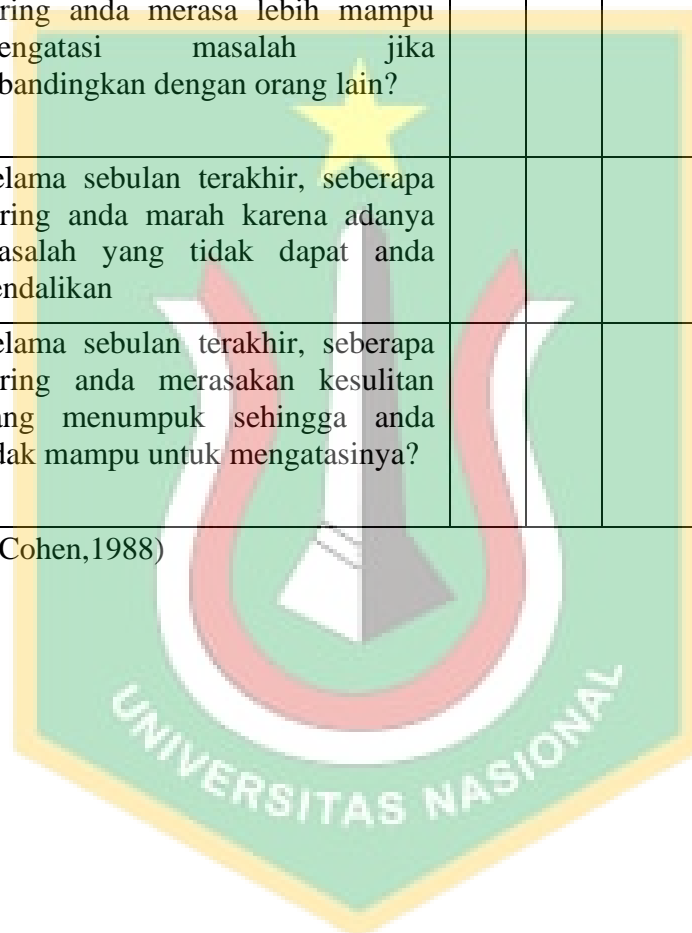 ring anda merasa lebih mampu
engatasi masalah jika
bandingkan dengan orang lain?
elama sebulan terakhir, seberapa
ring anda marah karena adanya
asalah yang tidak dapat anda
endalikan
elama sebulan terakhir, seberapa
ring anda merasakan kesulitan
ang menumpuk sehingga anda
dak mampu untuk mengatasinya?
Cohen,1988)
UNIVERSITAS NASIONAL